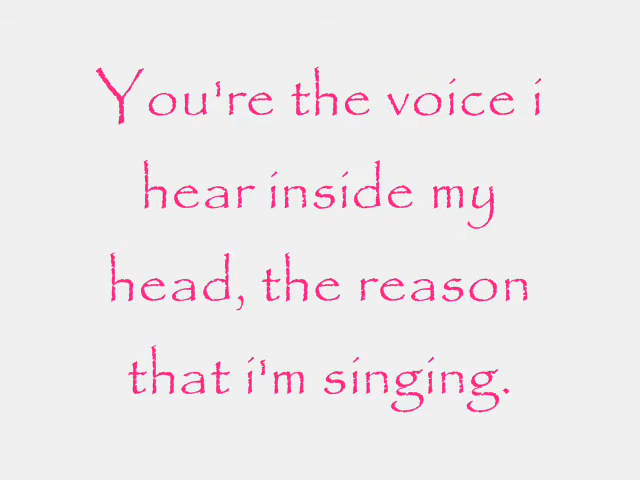 You're the voice i
hear inside my
head, the reason
that i'm singing.